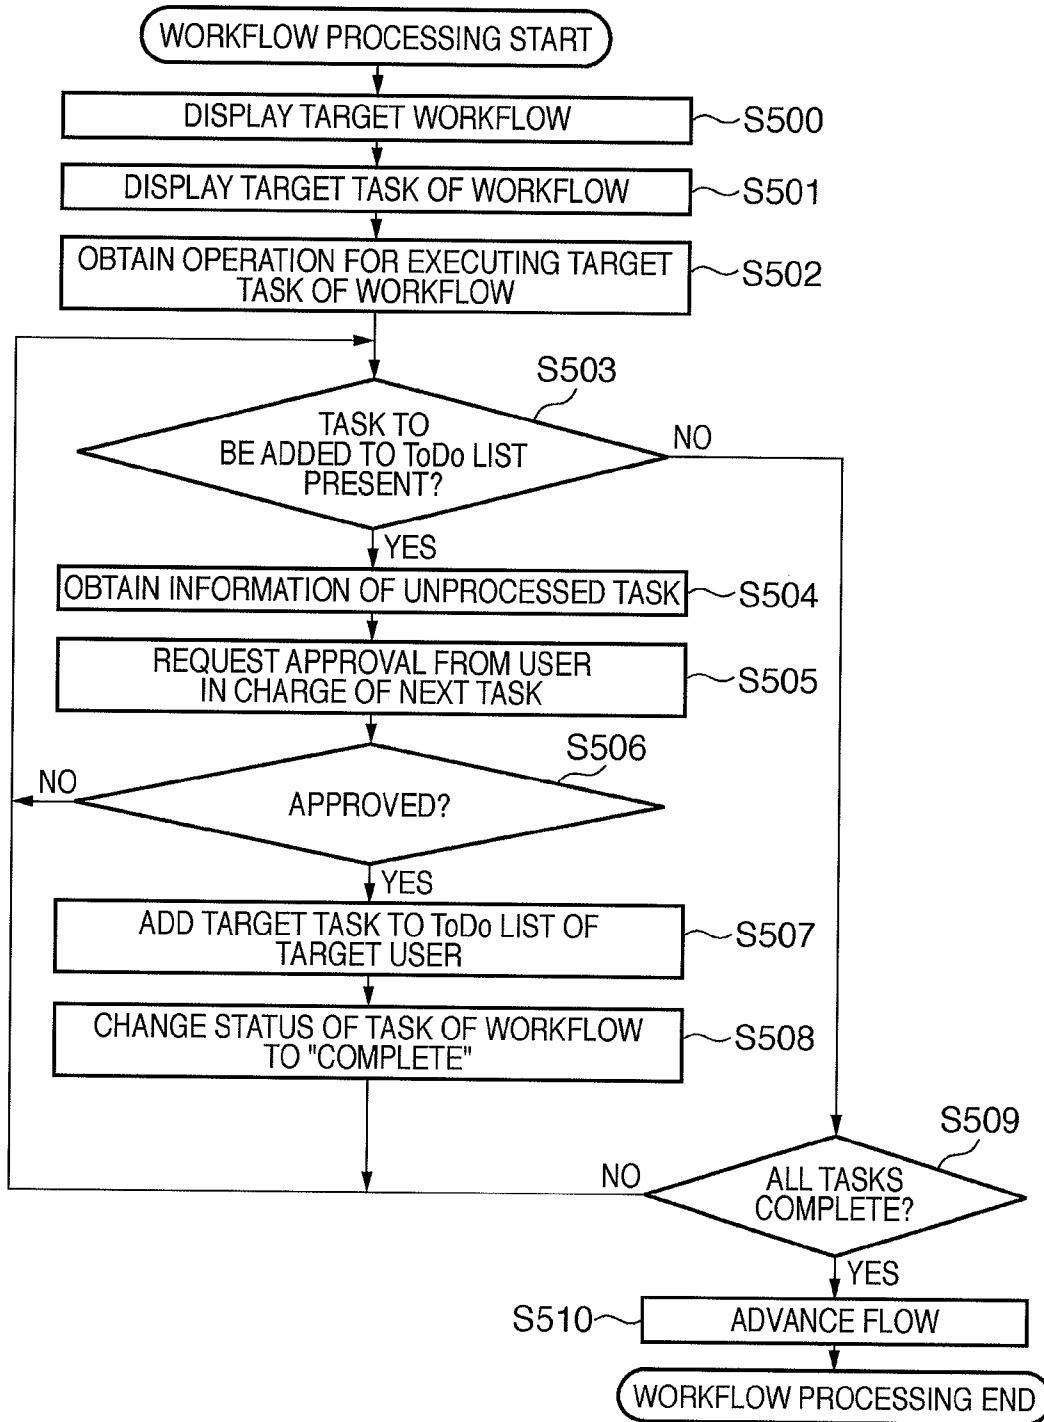 WORKFLOW PROCESSING START
DISPLAY TARGET WORKFLOW
S500
DISPLAY TARGET TASK OF WORKFLOW
S501
OBTAIN OPERATION FOR EXECUTING TARGET
TASK OF WORKFLOW
S502
S503
TASK TO
BE ADDED TO ToDo LIST
PRESENT?
NO
YES
OBTAIN INFORMATION OF UNPROCESSED TASK
S504
REQUEST APPROVAL FROM USER
IN CHARGE OF NEXT TASK
S505
S506
NO
APPROVED?
YES
ADD TARGET TASK TO ToDo LIST OF
TARGET USER
S507
CHANGE STATUS OF TASK OF WORKFLOW
TO "COMPLETE"
S508
S509
NO
ALL TASKS
COMPLETE?
YES
S510
ADVANCE FLOW
WORKFLOW PROCESSING END